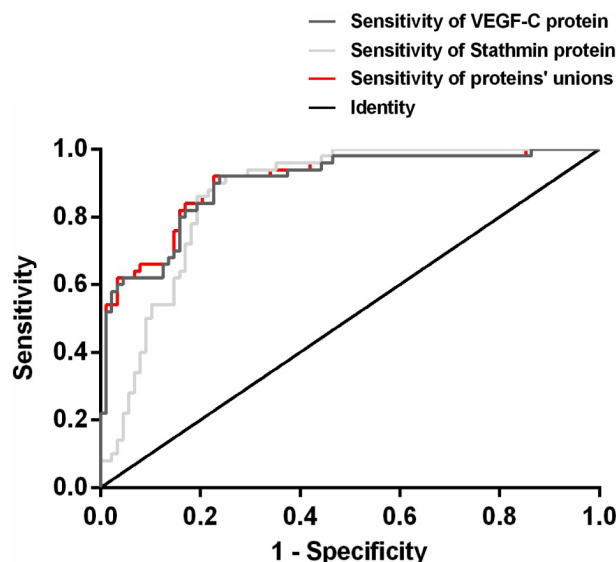 Sensitivity of VEGF-C protein
Sensitivity of Stathmin protein
Sensitivity of proteins' unions
Identity
1.0
0.8
0.6
0.4
0.2
0.0
Sensitivity
0.0 0.2 0.4 0.6 0.8 1.0
1 - Specificity